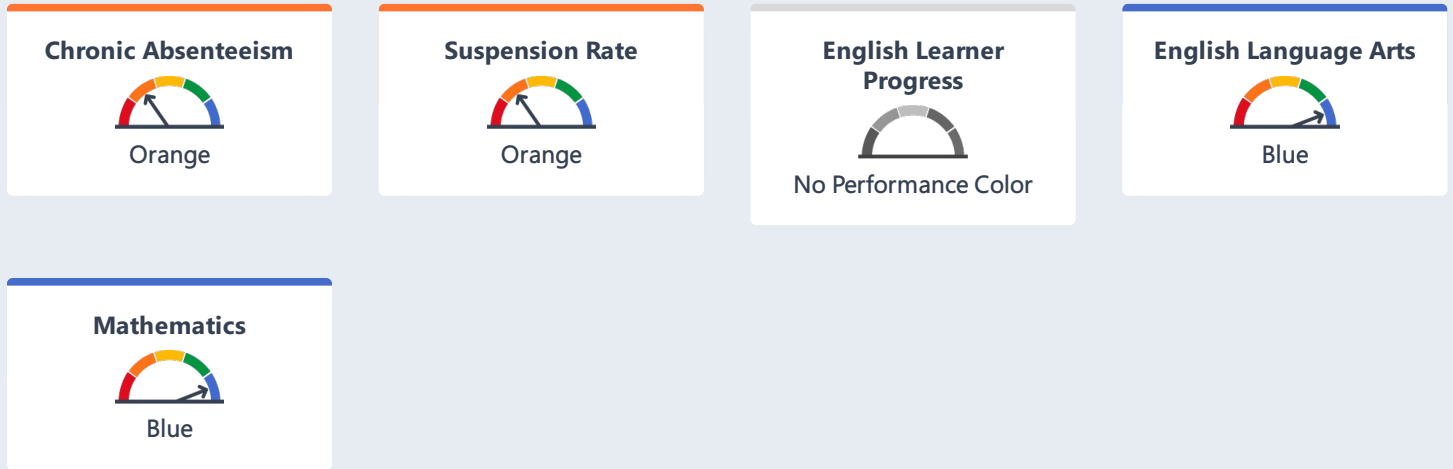 Chronic Absenteeism
Orange
Suspension Rate
Orange
English Learner
Progress
No Performance Color
English Language Arts
Blue
Mathematics
Blue